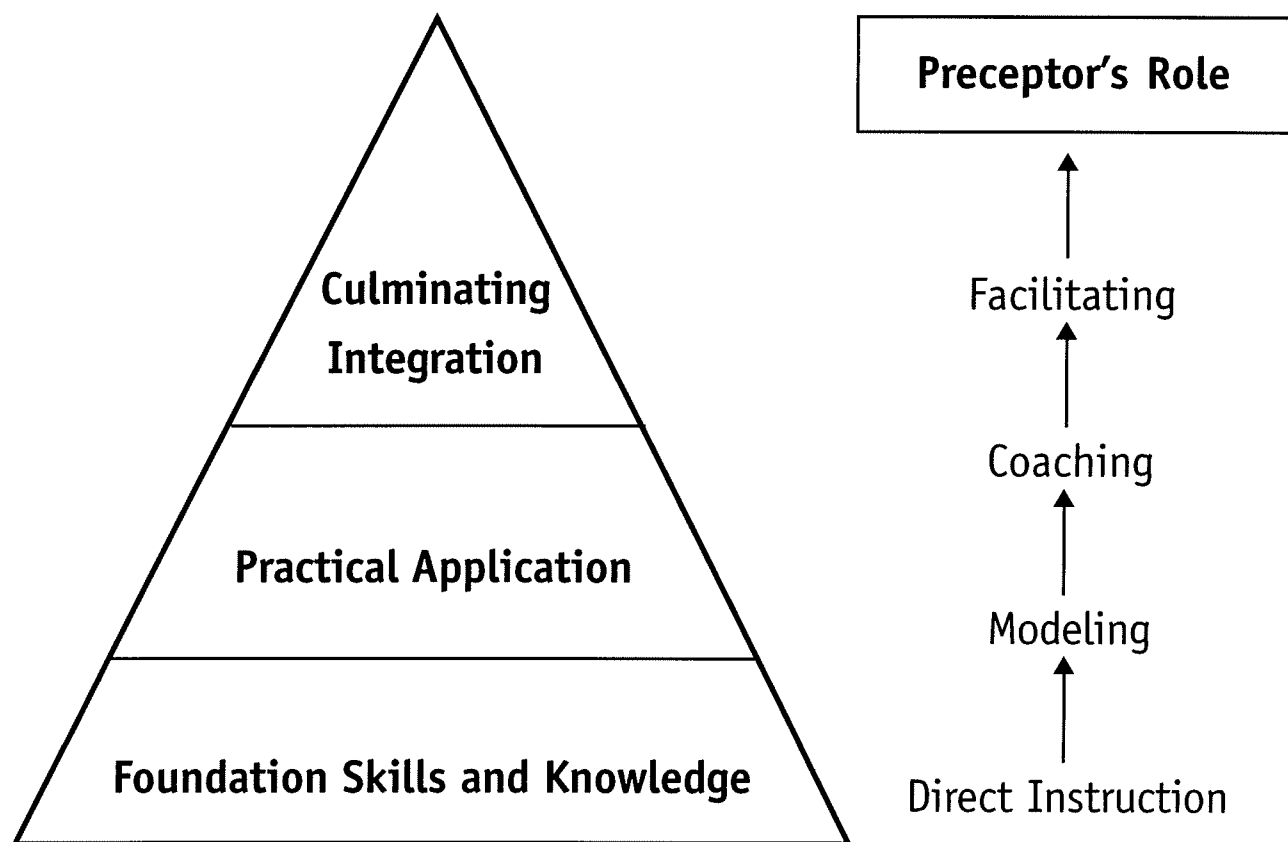 Culminating
Integration
Practical Application
Foundation Skills and Knowledge
Preceptor's Role
Facilitating
Coaching
Modeling
Direct Instruction